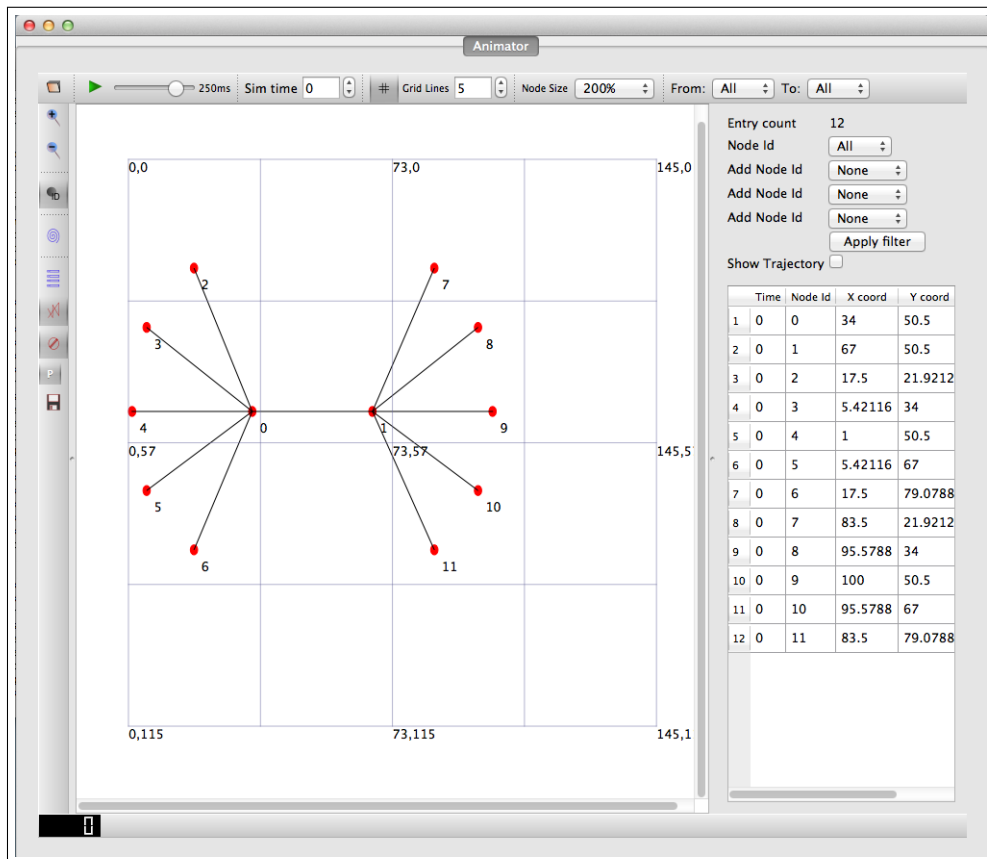 Animator
250ms Sim time 0 # Grid Lines 5 Node Size 200% From: All To: All
Entry count 12
Node Id All
Add Node Id None
Add Node Id None
Add Node Id None
Apply filter
Show Trajectory
ID
P
0,0 73,0 145,0
2 7
3 8
4 0 1 9
0,57 73,57 145,5
5 10
6 11
0,115 73,115 145,1
Time Node Id X coord Y coord
1 0 0 34 50.5
2 0 1 67 50.5
3 0 2 17.5 21.9212
4 0 3 5.42116 34
5 0 4 1 50.5
6 0 5 5.42116 67
7 0 6 17.5 79.0788
8 0 7 83.5 21.9212
9 0 8 95.5788 34
10 0 9 100 50.5
11 0 10 95.5788 67
12 0 11 83.5 79.0788
0